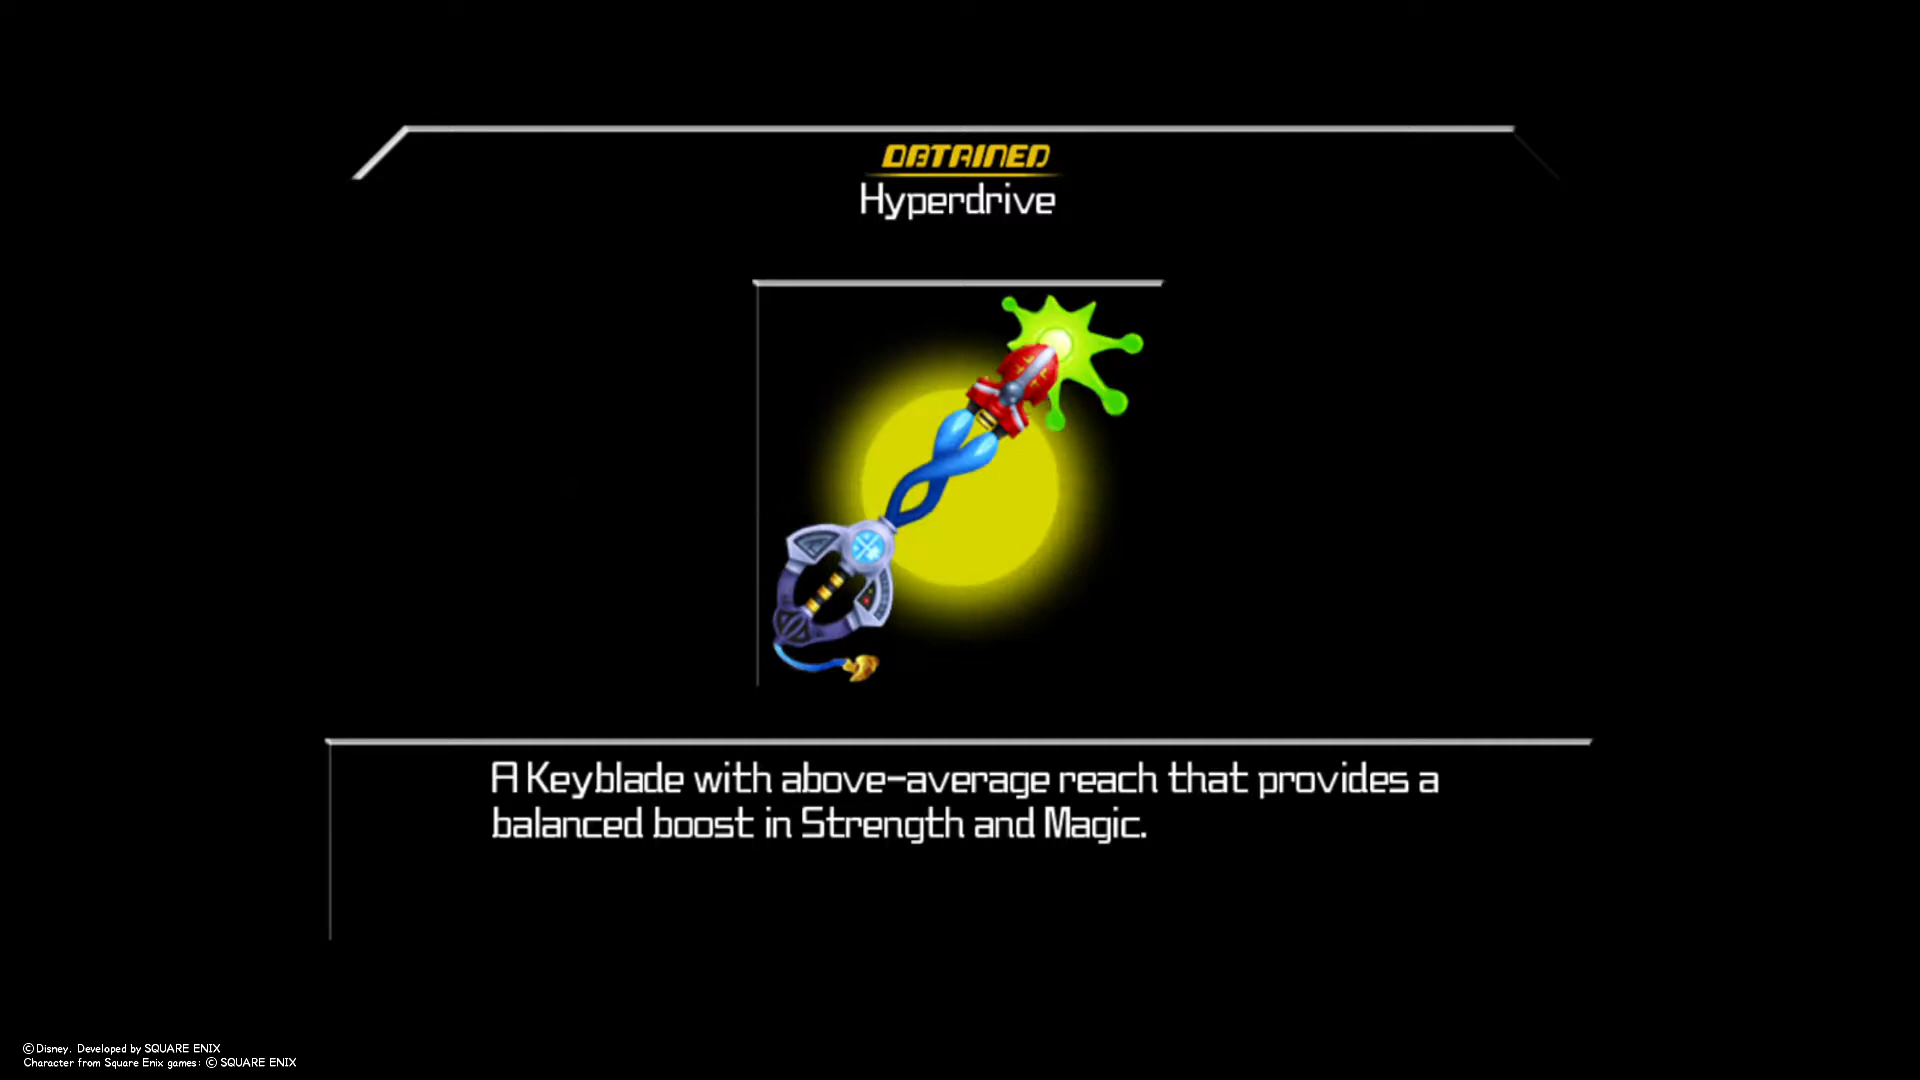 OBTAINED
Hyperdrive
A Keyblade with above-average reach that provides a
balanced boost in Strength and Magic.
©Disney. Developed by SQUARE ENIX
Character from Square Enix games: © SQUARE ENIX